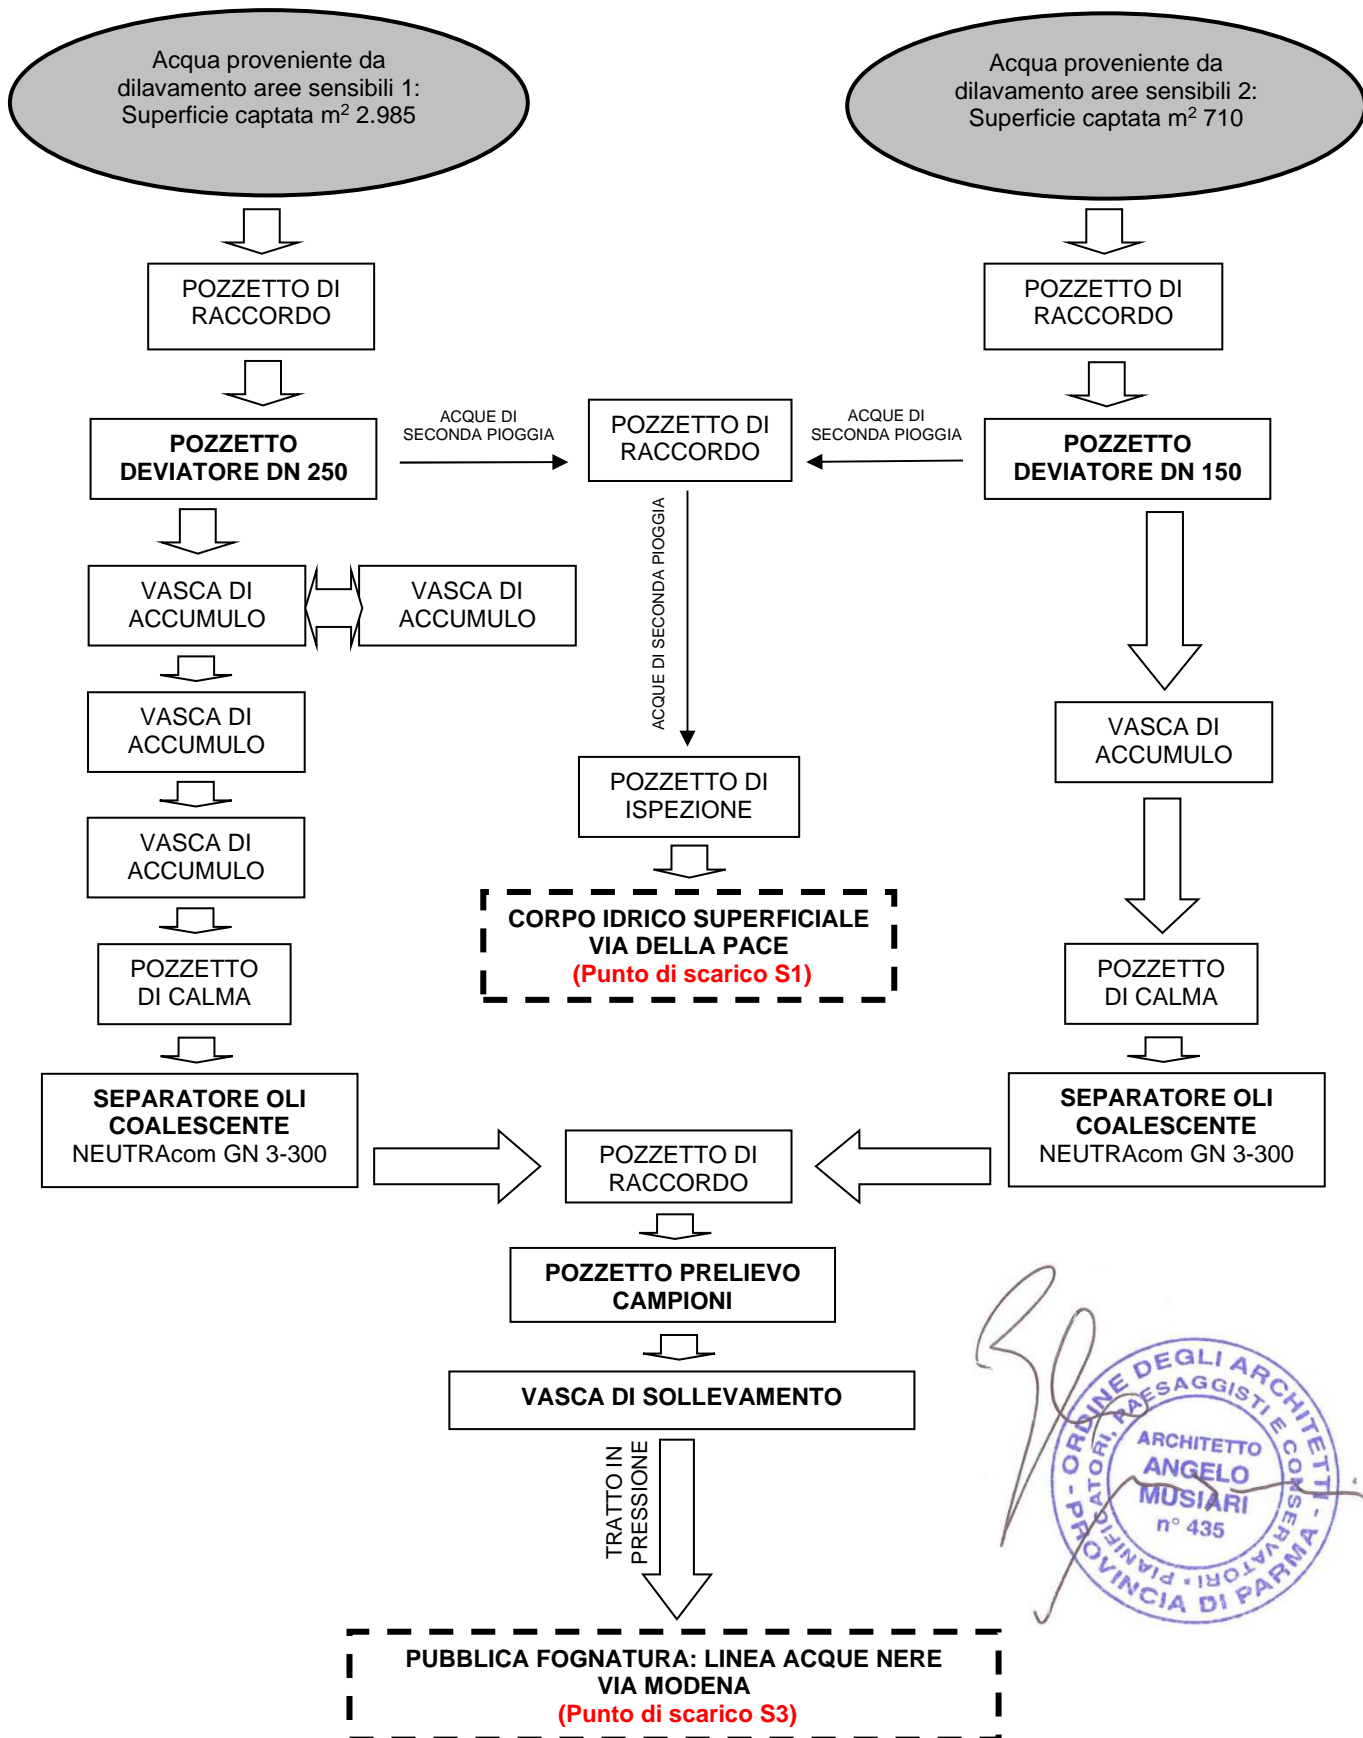 Acqua proveniente da
dilavamento aree sensibili 1:
Superficie captata m² 2.985
Acqua proveniente da
dilavamento aree sensibili 2:
Superficie captata m² 710
POZZETTO DI
RACCORDO
POZZETTO DI
RACCORDO
POZZETTO
DEVIATORE DN 250
ACQUE DI
SECONDA PIOGGIA
POZZETTO DI
RACCORDO
ACQUE DI
SECONDA PIOGGIA
POZZETTO
DEVIATORE DN 150
ACQUE DI SECONDA PIOGGIA
VASCA DI
ACCUMULO
VASCA DI
ACCUMULO
VASCA DI
ACCUMULO
VASCA DI
ACCUMULO
POZZETTO DI
ISPEZIONE
VASCA DI
ACCUMULO
CORPO IDRICO SUPERFICIALE
VIA DELLA PACE
(Punto di scarico S1)
POZZETTO
DI CALMA
POZZETTO
DI CALMA
SEPARATORE OLI
COALESCENTE
NEUTRAcom GN 3-300
POZZETTO DI
RACCORDO
SEPARATORE OLI
COALESCENTE
NEUTRAcom GN 3-300
POZZETTO PRELIEVO
CAMPIONI
VASCA DI SOLLEVAMENTO
TRATTO IN
PRESSIONE
PUBBLICA FOGNATURA: LINEA ACQUE NERE
VIA MODENA
(Punto di scarico S3)
ORDINE DEGLI ARCHITETTI - PROVINCIA DI PARMA -
PIANIFICATORI, PAESAGGISTI E CONSERVATORI •
ARCHITETTO
ANGELO
MUSIARI
n° 435